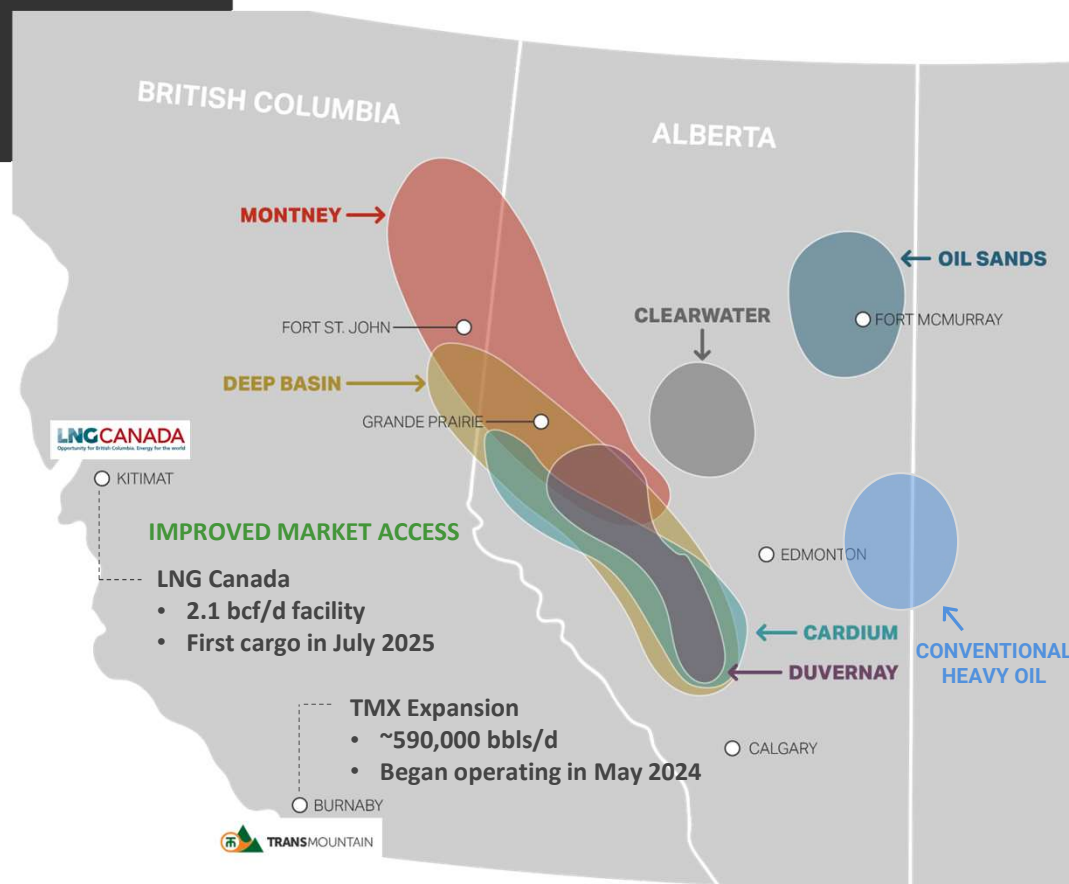 BRITISH COLUMBIA
ALBERTA
MONTNEY
OIL SANDS
CLEARWATER
FORT MCMURRAY
FORT ST. JOHN
DEEP BASIN
GRANDE PRAIRIE
LNGCANADA
Opportunity for British Columbia. Energy for the world
KITIMAT
IMPROVED MARKET ACCESS
LNG Canada
• 2.1 bcf/d facility
• First cargo in July 2025
EDMONTON
CARDIUM
DUVERNAY
CONVENTIONAL
HEAVY OIL
TMX Expansion
• ~590,000 bbls/d
• Began operating in May 2024
CALGARY
BURNABY
TRANSMOUNTAIN